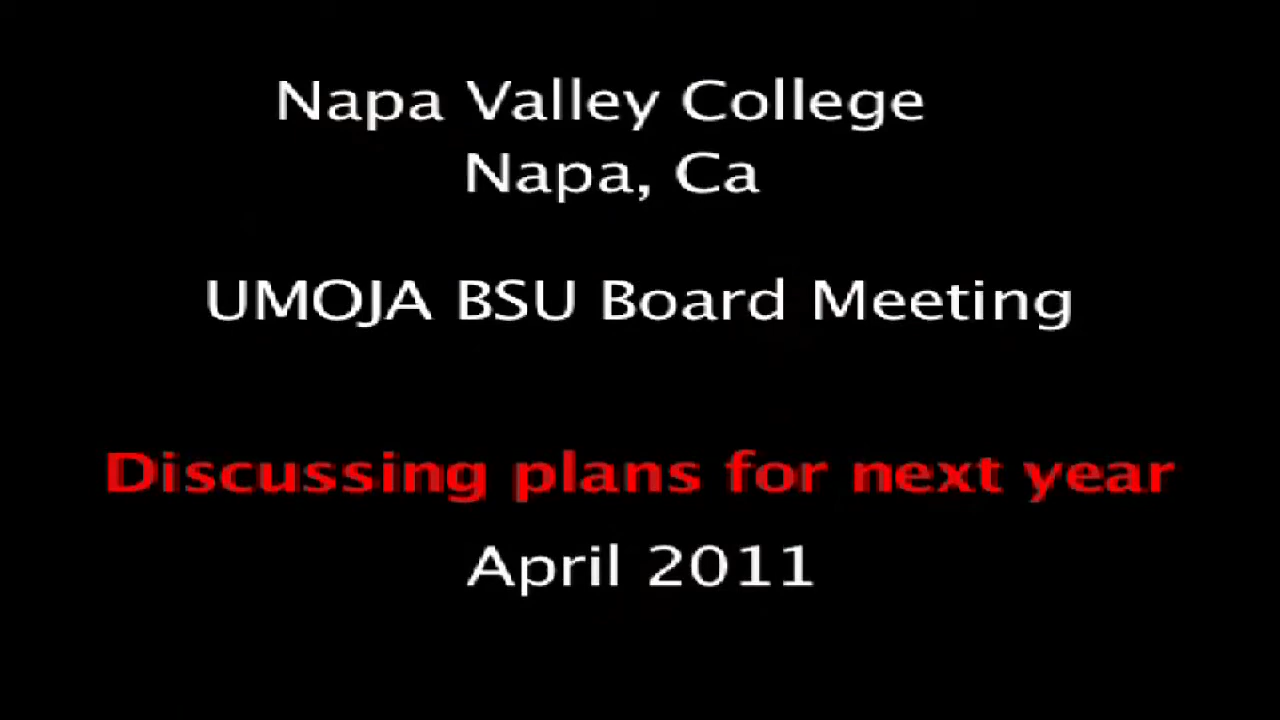 Napa Valley College
Napa, Ca
UMOJA BSU Board Meeting
Discussing plans for next year
April 2011